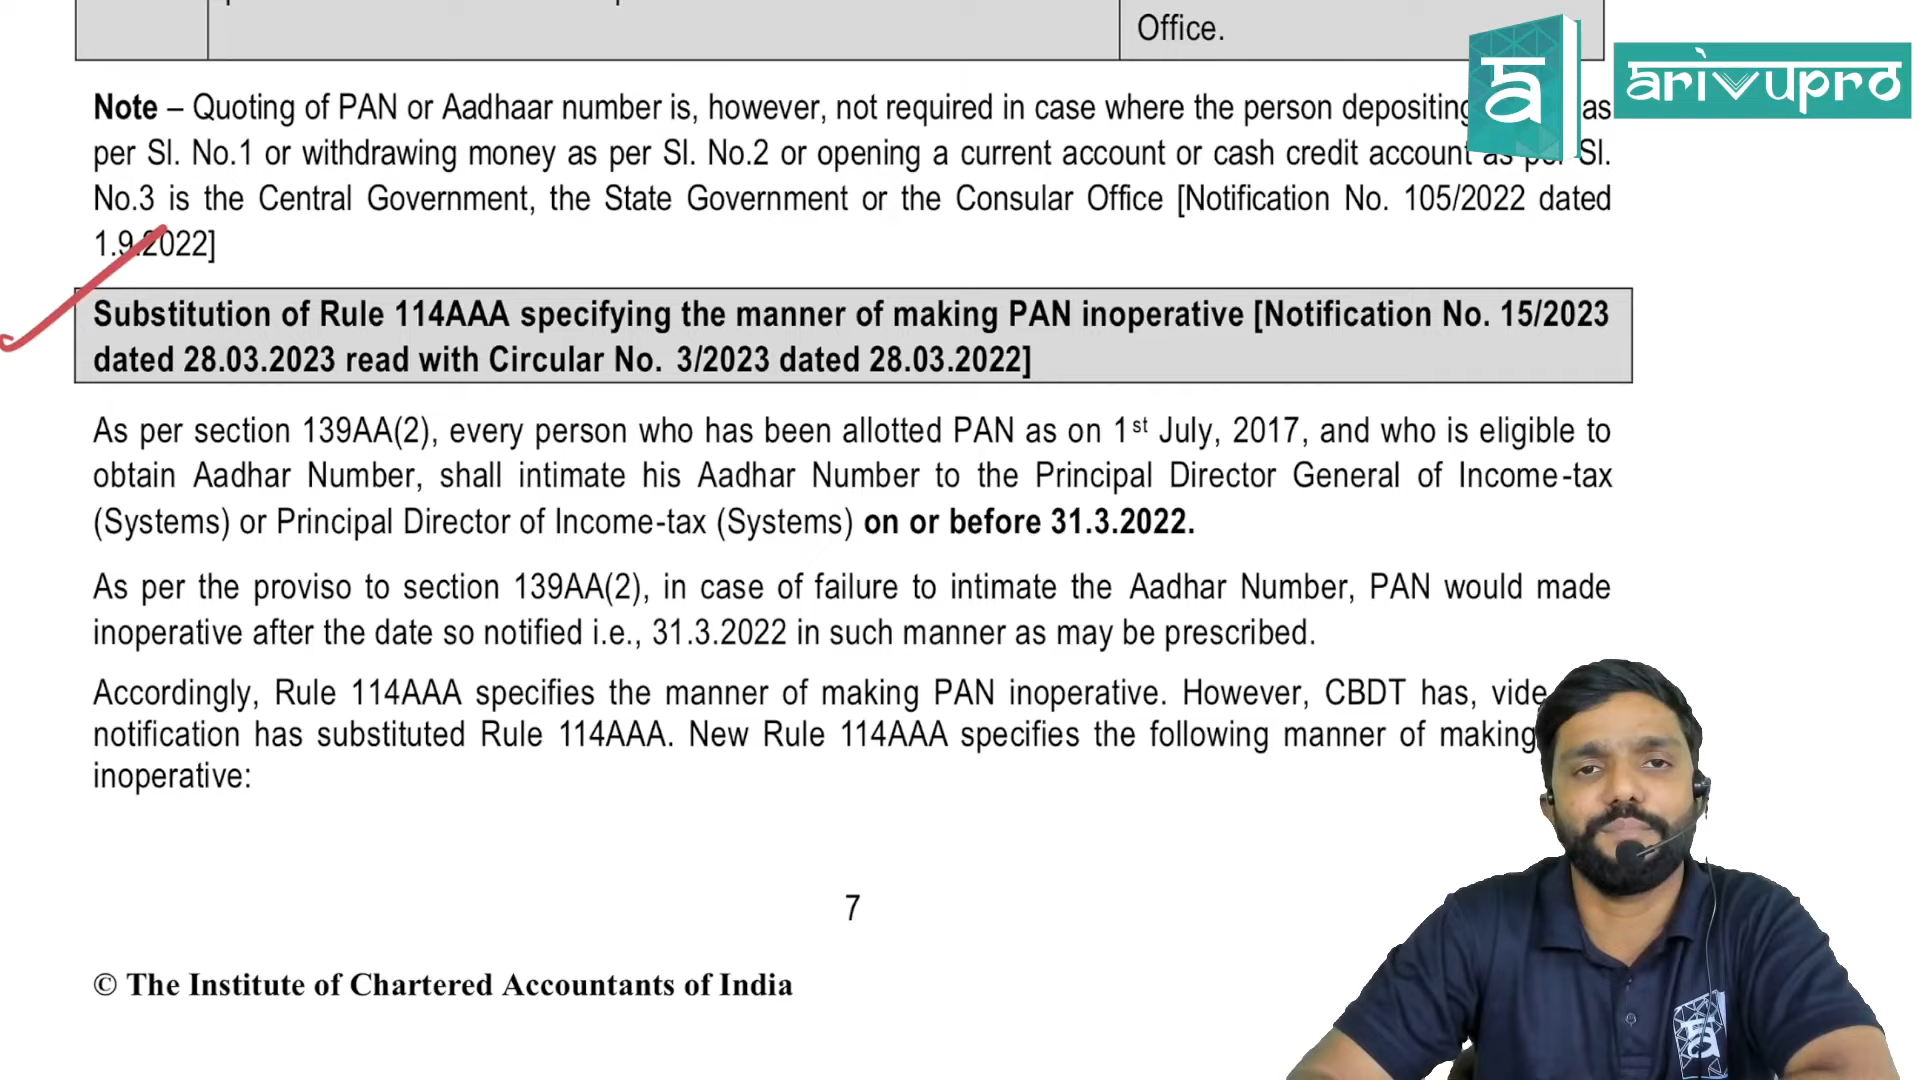 Office.
arivupro
Note – Quoting of PAN or Aadhaar number is, however, not required in case where the person depositing as
per Sl. No.1 or withdrawing money as per Sl. No.2 or opening a current account or cash credit account as per Sl.
No.3 is the Central Government, the State Government or the Consular Office [Notification No. 105/2022 dated
1.9.2022]
Substitution of Rule 114AAA specifying the manner of making PAN inoperative [Notification No. 15/2023
dated 28.03.2023 read with Circular No. 3/2023 dated 28.03.2022]
As per section 139AA(2), every person who has been allotted PAN as on 1st July, 2017, and who is eligible to
obtain Aadhar Number, shall intimate his Aadhar Number to the Principal Director General of Income-tax
(Systems) or Principal Director of Income-tax (Systems) on or before 31.3.2022.
As per the proviso to section 139AA(2), in case of failure to intimate the Aadhar Number, PAN would made
inoperative after the date so notified i.e., 31.3.2022 in such manner as may be prescribed.
Accordingly, Rule 114AAA specifies the manner of making PAN inoperative. However, CBDT has, vide
notification has substituted Rule 114AAA. New Rule 114AAA specifies the following manner of making
inoperative:
7
© The Institute of Chartered Accountants of India